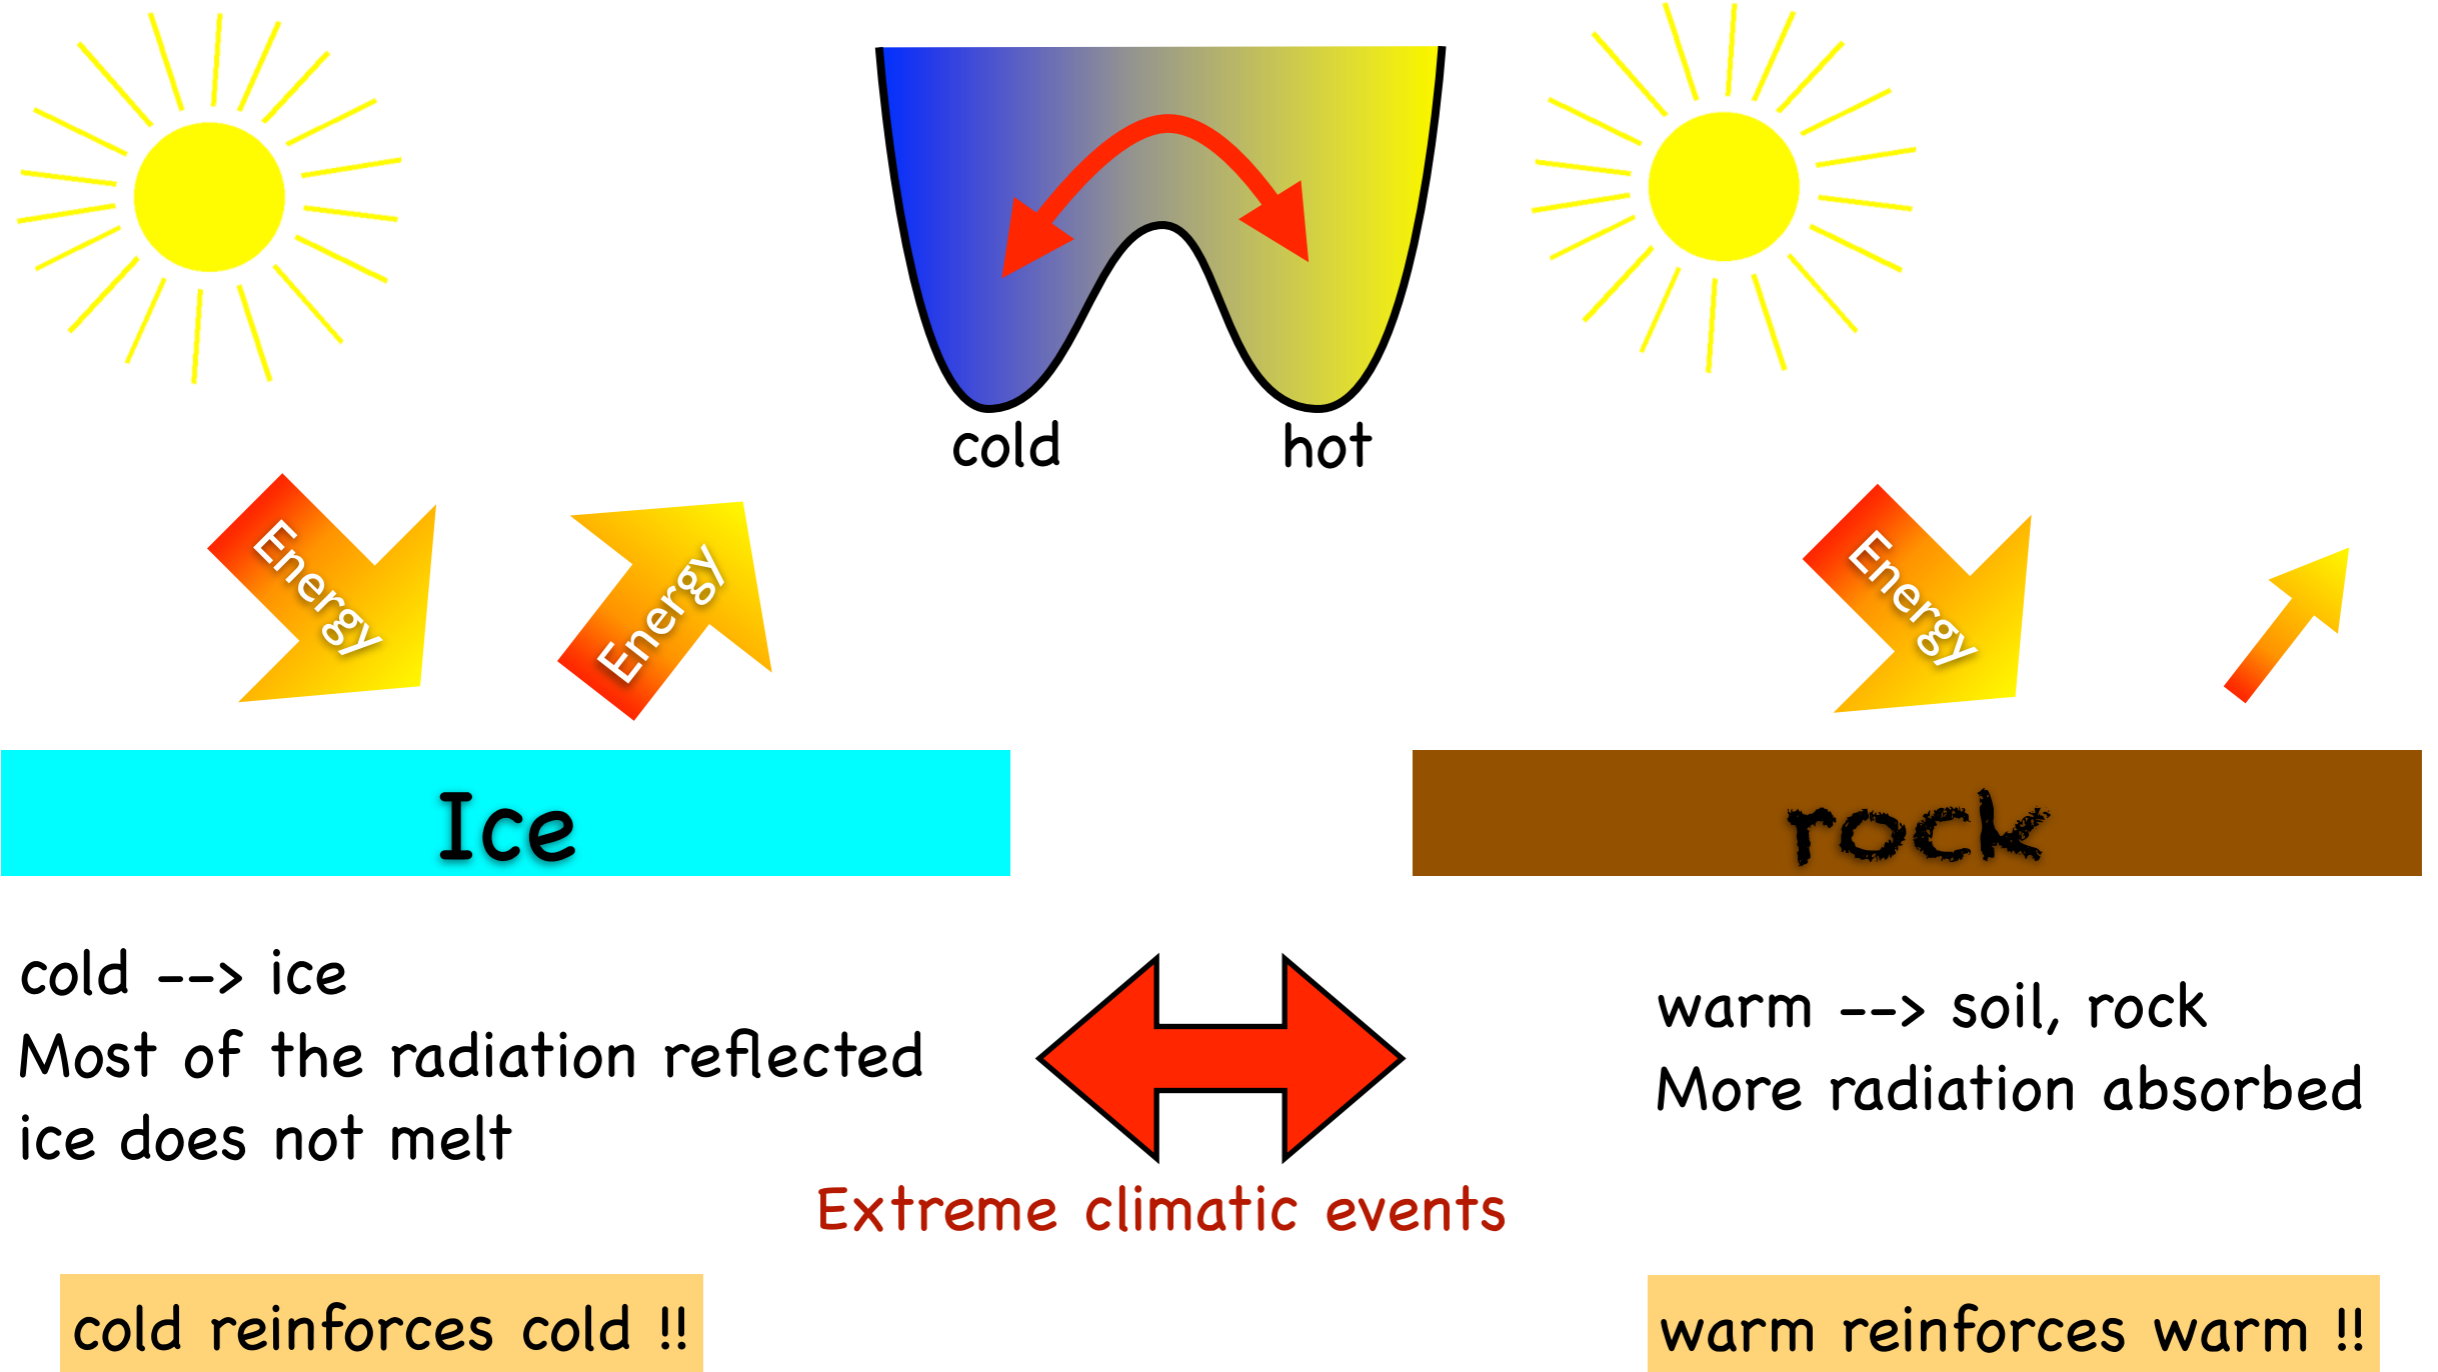 cold
hot
Energy
Energy
Energy
Ice
rock
cold --> ice
Most of the radiation reflected
ice does not melt
warm --> soil, rock
More radiation absorbed
Extreme climatic events
cold reinforces cold !!
warm reinforces warm !!